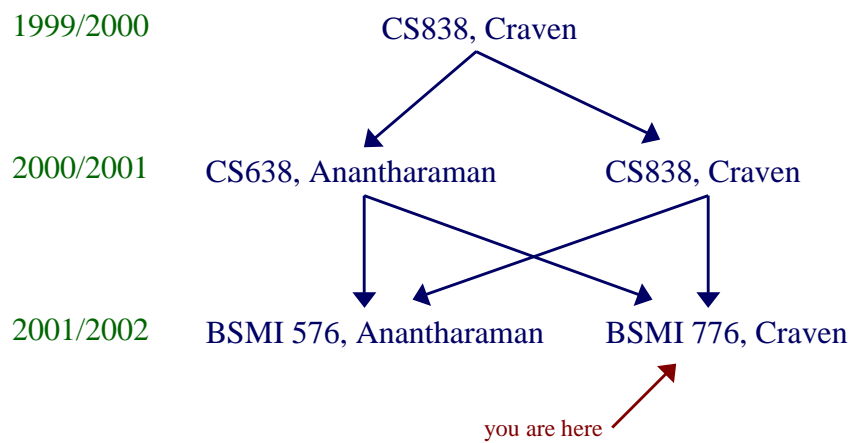 1999/2000 CS838, Craven
2000/2001 CS638, Anantharaman CS838, Craven
2001/2002 BSMI 576, Anantharaman BSMI 776, Craven
you are here